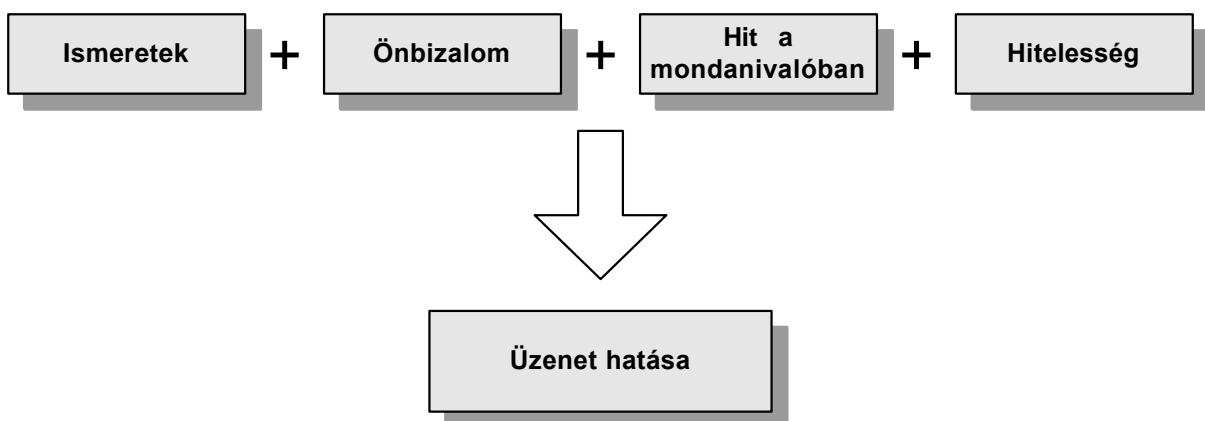 Ismeretek + Önbizalom + Hit a + Hitelesség
mondanivalóban
Üzenet hatása